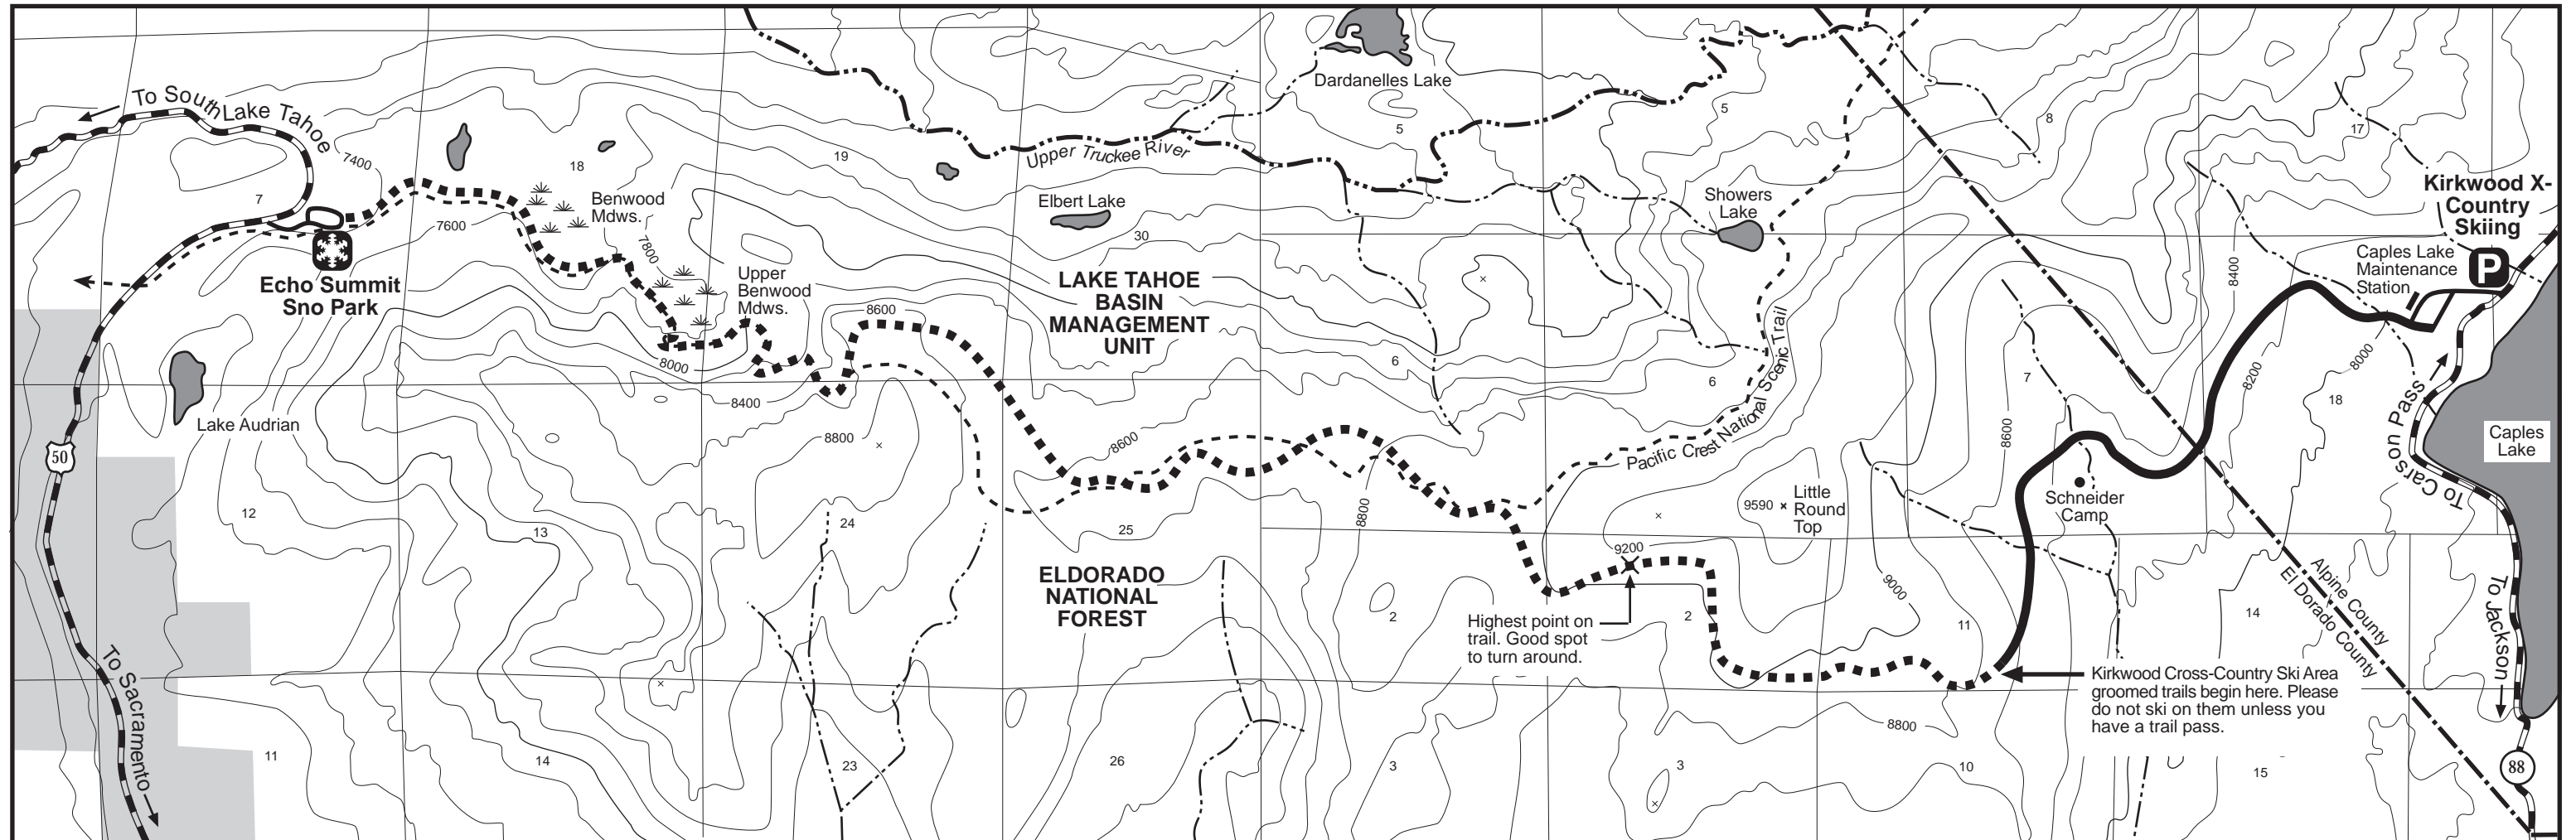 To South Lake Tahoe
7400
18
7
Benwood
Mdws.
7600
7800
Echo Summit
Sno Park
Upper
Benwood
Mdws.
8000
8400
8600
8800
Lake Audrian
50
12
13
24
To Sacramento
11
14
23
19
Upper Truckee River
Elbert Lake
30
LAKE TAHOE
BASIN
MANAGEMENT
UNIT
8600
25
ELDORADO
NATIONAL
FOREST
26
Dardanelles Lake
5
5
Showers
Lake
6
6
Pacific Crest National Scenic Trail
8800
Little
Round
Top
9590
9200
Highest point on
trail. Good spot
to turn around.
2
2
3
3
9000
11
8800
10
8
17
Kirkwood X-
Country
Skiing
P
Caples Lake
Maintenance
Station
8400
8200
8000
18
7
8600
Schneider
Camp
To Carson Pass
Caples
Lake
Alpine County
El Dorado County
14
To Jackson
Kirkwood Cross-Country Ski Area
groomed trails begin here. Please
do not ski on them unless you
have a trail pass.
15
88